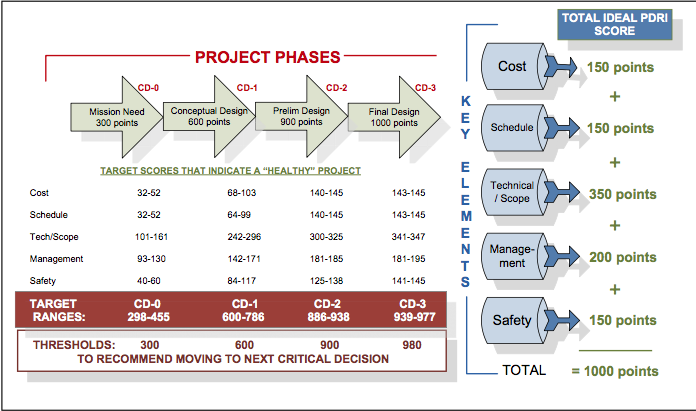 PROJECT PHASES
CD-0 CD-1 CD-2 CD-3
Mission Need
300 points
Conceptual Design
600 points
Prelim Design
900 points
Final Design
1000 points
TARGET SCORES THAT INDICATE A “HEALTHY” PROJECT
Cost 32-52 68-103 140-145 143-145
Schedule 32-52 64-99 140-145 143-145
Tech/Scope 101-161 242-296 300-325 341-347
Management 93-130 142-171 181-185 181-195
Safety 40-60 84-117 125-138 141-145
TARGET RANGES:
CD-0 298-455
CD-1 600-786
CD-2 886-938
CD-3 939-977
THRESHOLDS: 300 600 900 980
TO RECOMMEND MOVING TO NEXT CRITICAL DECISION
KEY ELEMENTS
TOTAL IDEAL PDRI
SCORE
Cost 150 points
+
Schedule 150 points
+
Technical
/ Scope 350 points
+
Manage-
ment 200 points
+
Safety 150 points
TOTAL = 1000 points